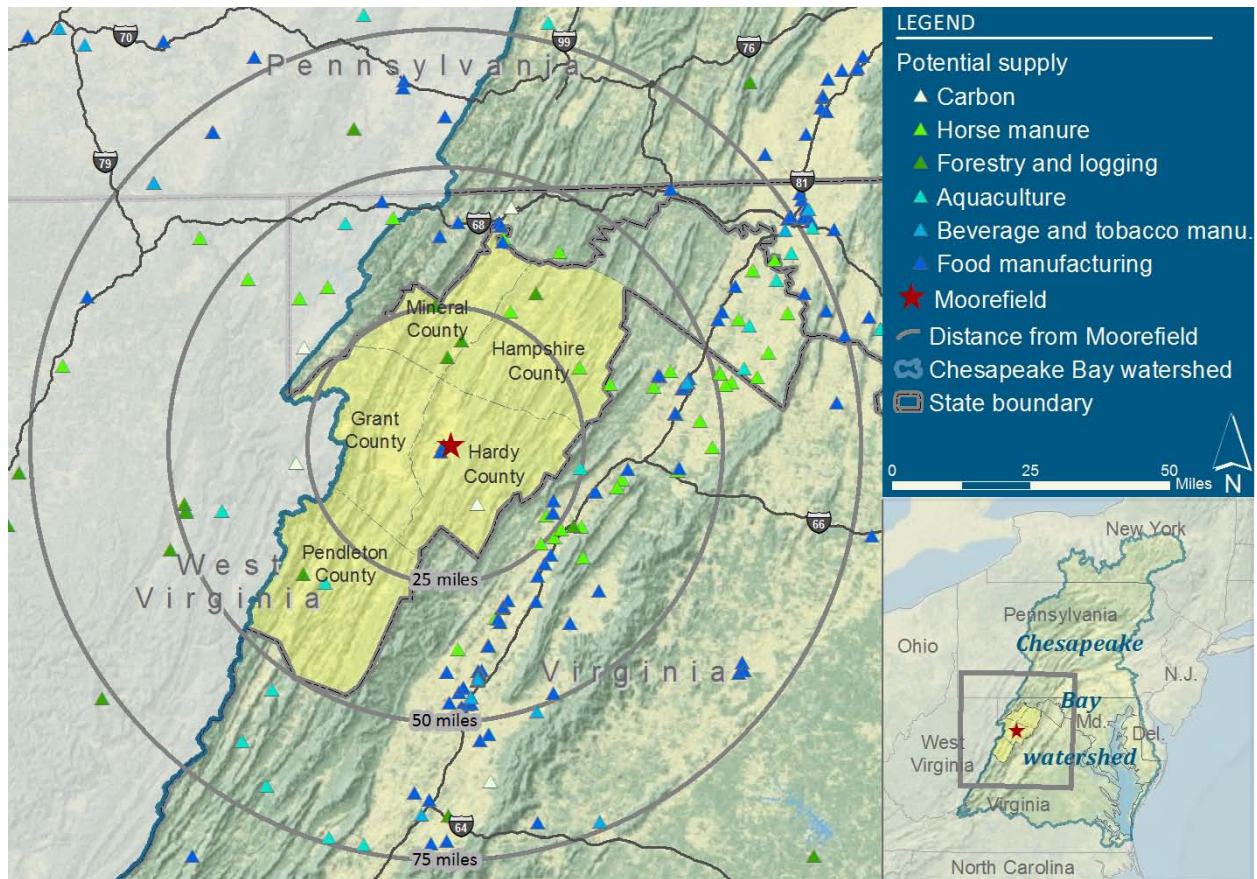 70
99
76
Pennsylvania
79
81
68
Mineral
County
Hampshire
County
Grant
County
Hardy
County
66
Pendleton
County
West
Virginia
25 miles
Virginia
50 miles
64
75 miles
LEGEND
Potential supply
Carbon
Horse manure
Forestry and logging
Aquaculture
Beverage and tobacco manu.
Food manufacturing
Moorefield
Distance from Moorefield
Chesapeake Bay watershed
State boundary
0 25 50
Miles
N
New York
Pennsylvania
Ohio
Chesapeake
N.J.
Bay
Md.
Del.
West
Virginia
watershed
Virginia
North Carolina